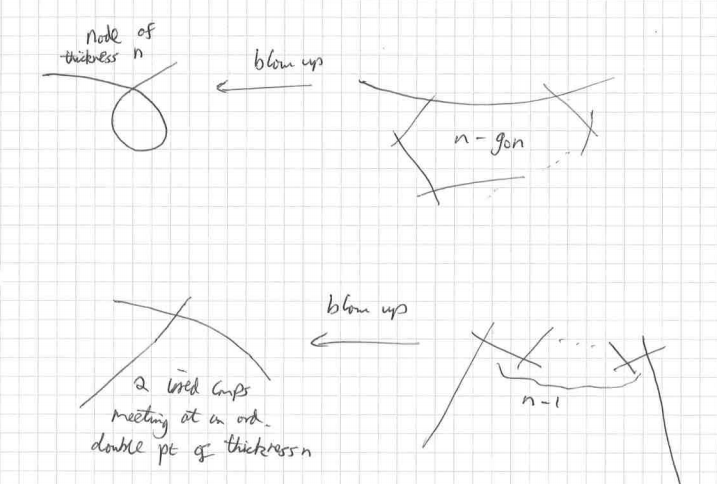 node of
thickness n
blow up
n-gon
blow up
2 irred comps
meeting at an ord.
double pt of thickness n
n-1